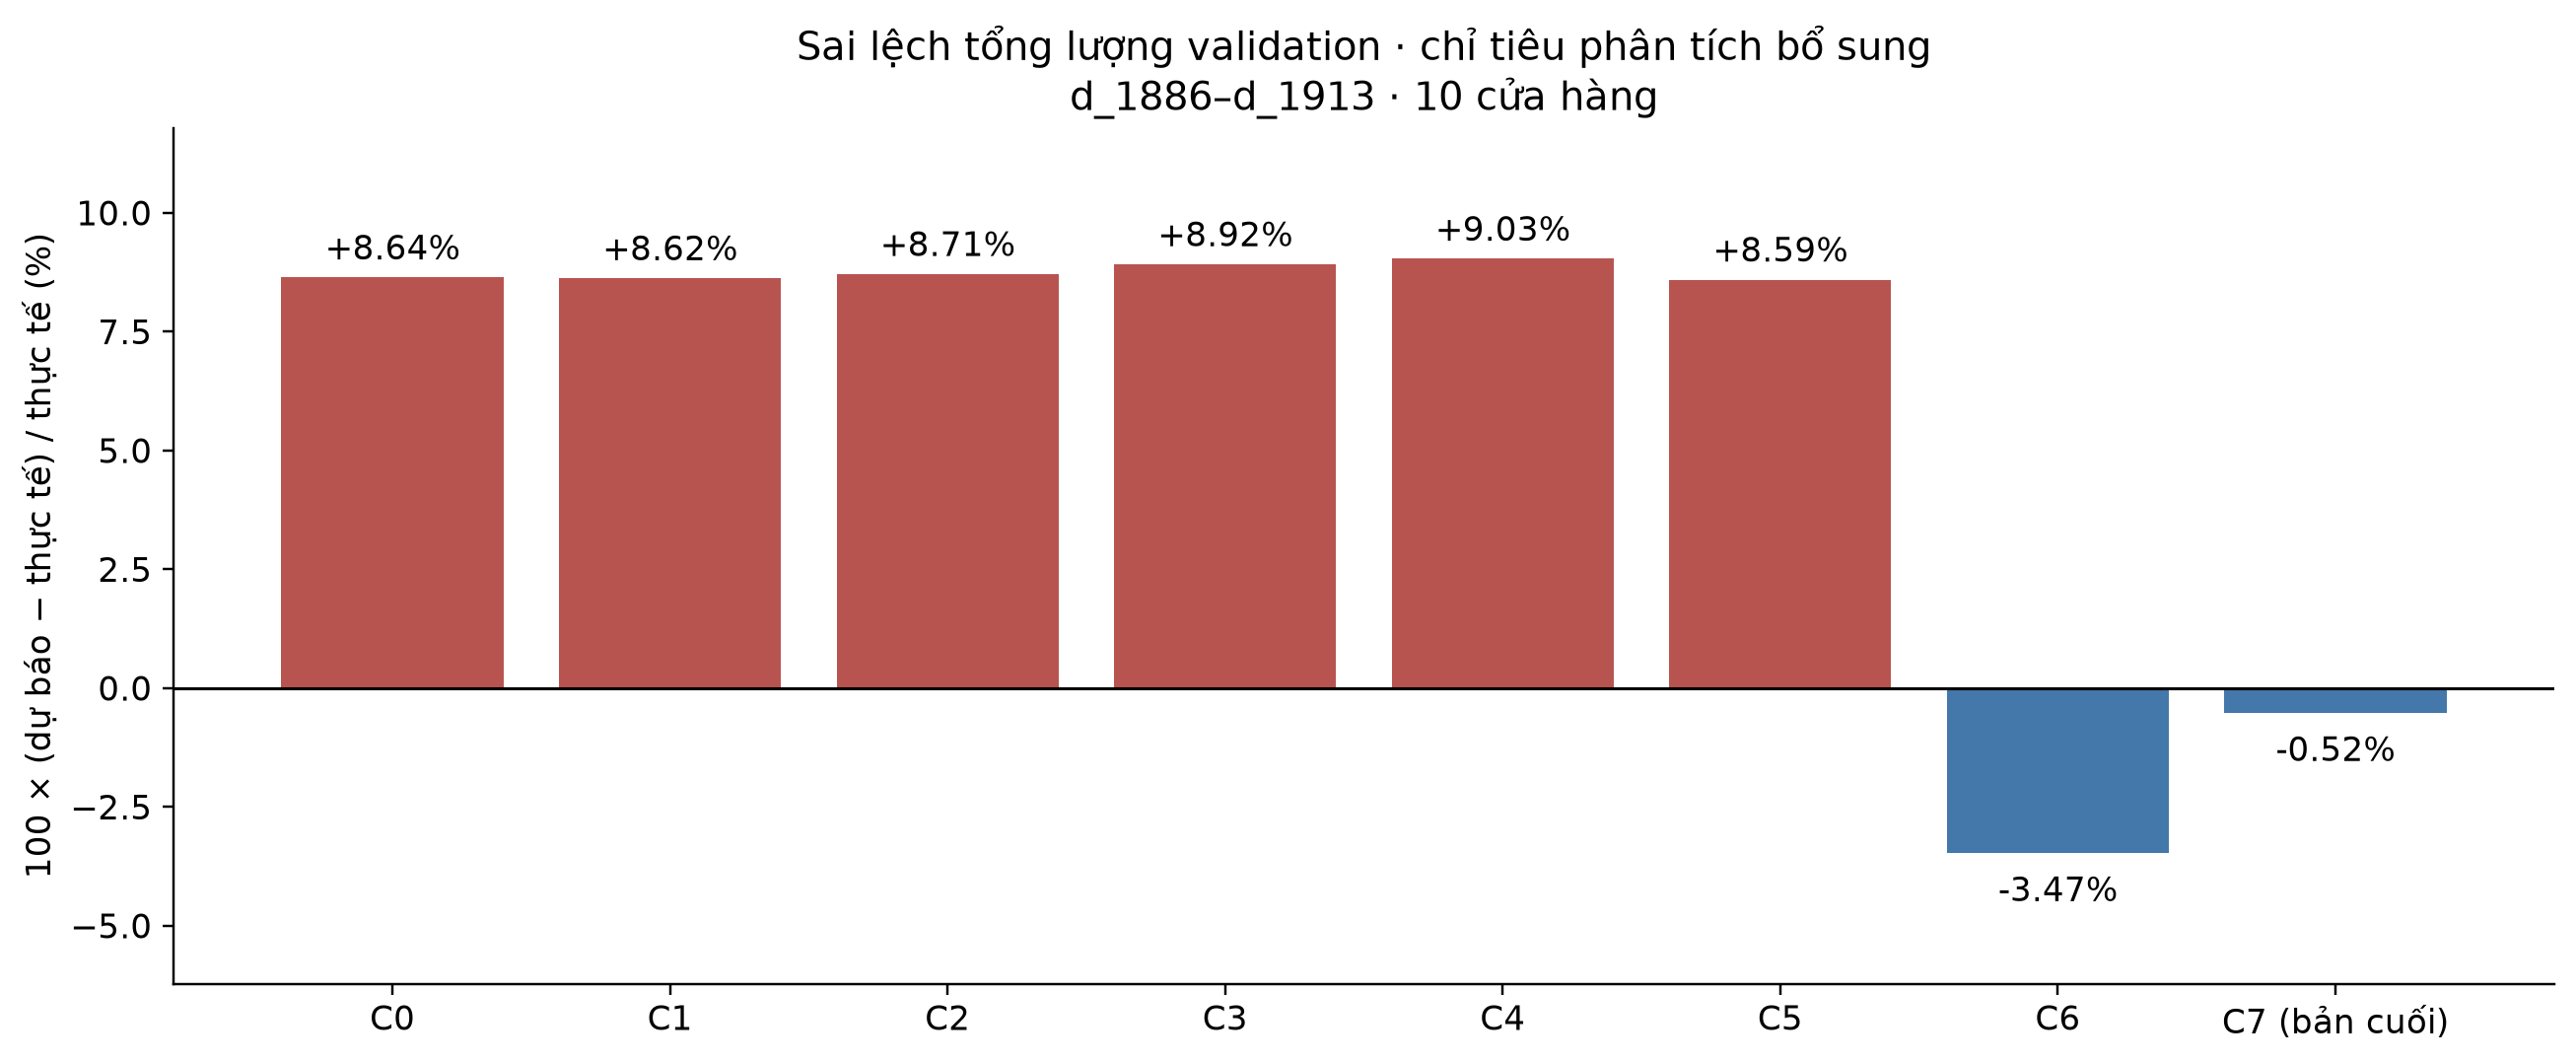 Sai lệch tổng lượng validation · chỉ tiêu phân tích bổ sung
d_1886–d_1913 · 10 cửa hàng
100 × (dự báo − thực tế) / thực tế (%)
10.0
7.5
5.0
2.5
0.0
−2.5
−5.0
+8.64%
+8.62%
+8.71%
+8.92%
+9.03%
+8.59%
-3.47%
-0.52%
C0
C1
C2
C3
C4
C5
C6
C7 (bản cuối)